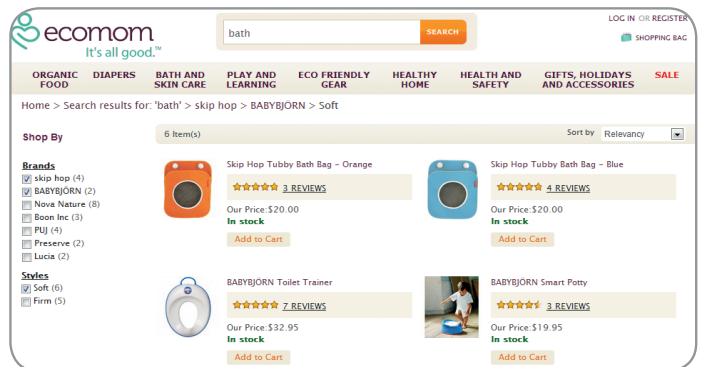 LOG IN OR REGISTER
ecomom
It's all good.™
bath
SEARCH
SHOPPING BAG
ORGANIC FOOD
DIAPERS
BATH AND SKIN CARE
PLAY AND LEARNING
ECO FRIENDLY GEAR
HEALTHY HOME
HEALTH AND SAFETY
GIFTS, HOLIDAYS AND ACCESSORIES
SALE
Home > Search results for: 'bath' > skip hop > BABYBJÖRN > Soft
Shop By
6 Item(s)
Sort by Relevancy
Brands
skip hop (4)
BABYBJÖRN (2)
Nova Nature (8)
Boon Inc (3)
PUJ (4)
Preserve (2)
Lucia (2)
Styles
Soft (6)
Firm (5)
Skip Hop Tubby Bath Bag – Orange
3 REVIEWS
Our Price:$20.00
In stock
Add to Cart
Skip Hop Tubby Bath Bag – Blue
4 REVIEWS
Our Price:$20.00
In stock
Add to Cart
BABYBJÖRN Toilet Trainer
7 REVIEWS
Our Price:$32.95
In stock
Add to Cart
BABYBJÖRN Smart Potty
3 REVIEWS
Our Price:$19.95
In stock
Add to Cart